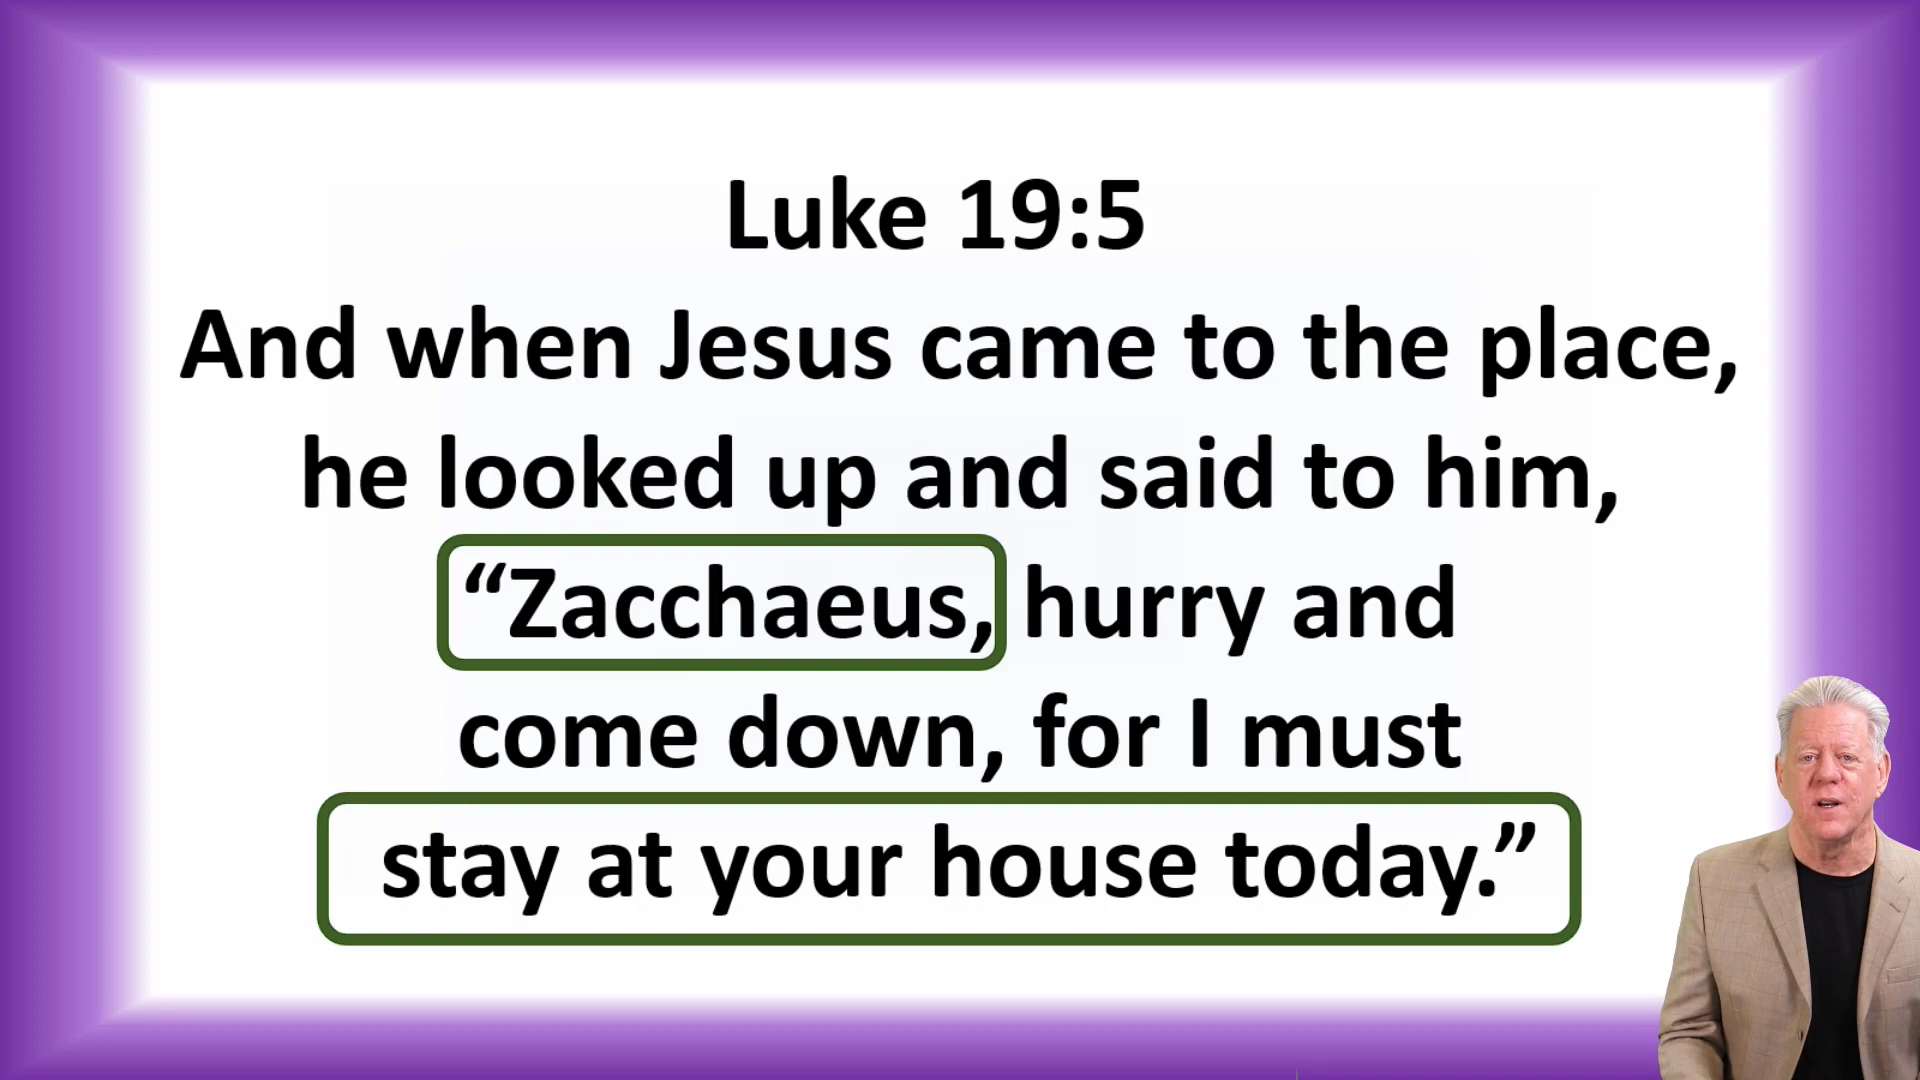 Luke 19:5
And when Jesus came to the place,
he looked up and said to him,
“Zacchaeus, hurry and
come down, for I must
stay at your house today.”